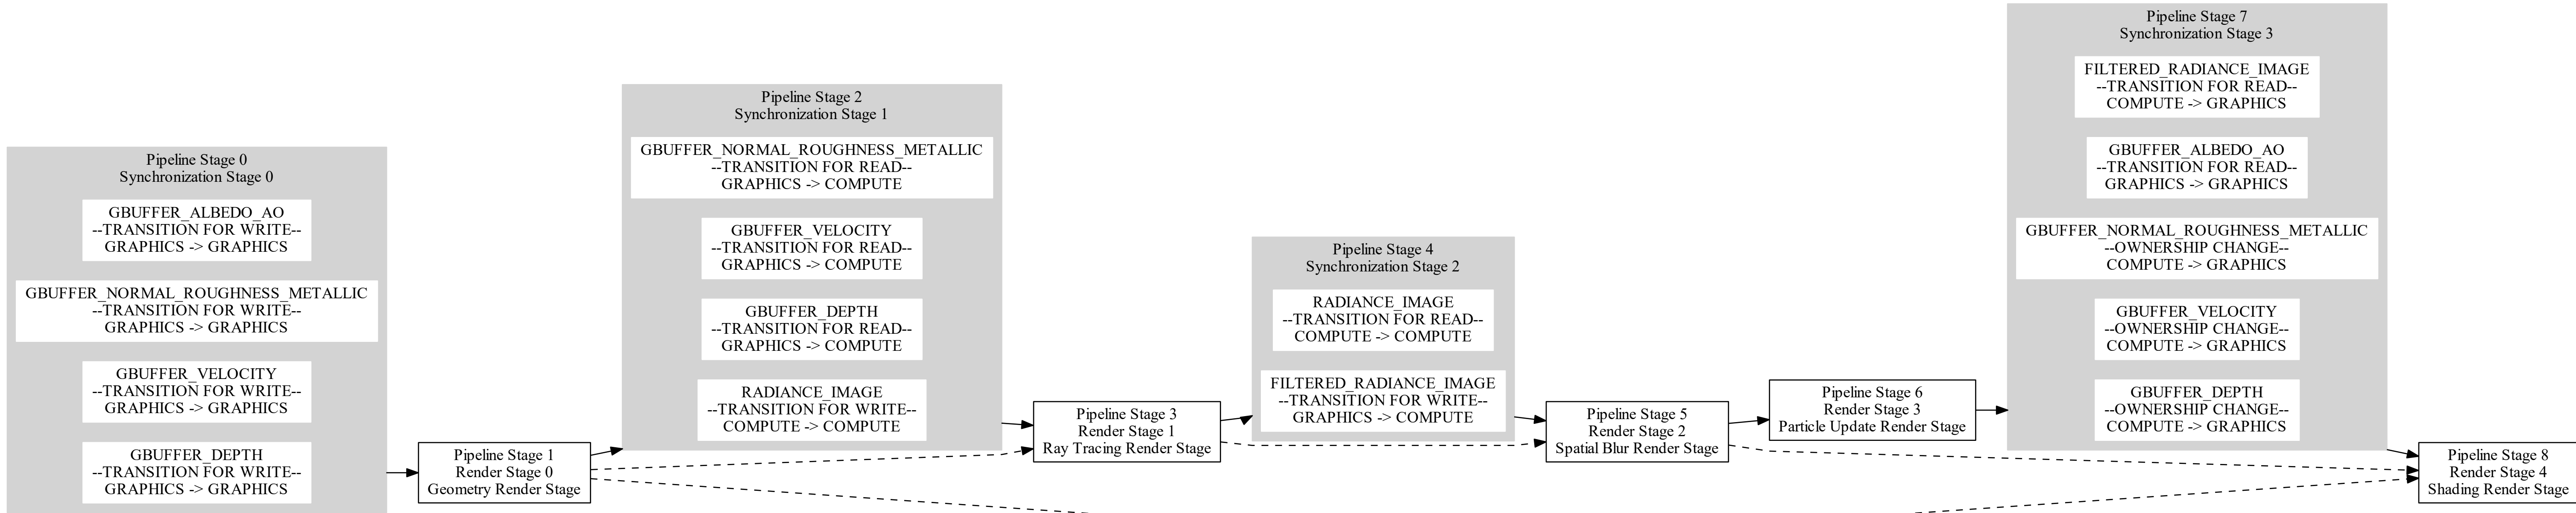 Pipeline Stage 0
Synchronization Stage 0
GBUFFER_ALBEDO_AO
--TRANSITION FOR WRITE--
GRAPHICS -> GRAPHICS
GBUFFER_NORMAL_ROUGHNESS_METALLIC
--TRANSITION FOR WRITE--
GRAPHICS -> GRAPHICS
GBUFFER_VELOCITY
--TRANSITION FOR WRITE--
GRAPHICS -> GRAPHICS
GBUFFER_DEPTH
--TRANSITION FOR WRITE--
GRAPHICS -> GRAPHICS
Pipeline Stage 1
Render Stage 0
Geometry Render Stage
Pipeline Stage 2
Synchronization Stage 1
GBUFFER_NORMAL_ROUGHNESS_METALLIC
--TRANSITION FOR READ--
GRAPHICS -> COMPUTE
GBUFFER_VELOCITY
--TRANSITION FOR READ--
GRAPHICS -> COMPUTE
GBUFFER_DEPTH
--TRANSITION FOR READ--
GRAPHICS -> COMPUTE
RADIANCE_IMAGE
--TRANSITION FOR WRITE--
COMPUTE -> COMPUTE
Pipeline Stage 3
Render Stage 1
Ray Tracing Render Stage
Pipeline Stage 4
Synchronization Stage 2
RADIANCE_IMAGE
--TRANSITION FOR READ--
COMPUTE -> COMPUTE
FILTERED_RADIANCE_IMAGE
--TRANSITION FOR WRITE--
GRAPHICS -> COMPUTE
Pipeline Stage 5
Render Stage 2
Spatial Blur Render Stage
Pipeline Stage 6
Render Stage 3
Particle Update Render Stage
Pipeline Stage 7
Synchronization Stage 3
FILTERED_RADIANCE_IMAGE
--TRANSITION FOR READ--
COMPUTE -> GRAPHICS
GBUFFER_ALBEDO_AO
--TRANSITION FOR READ--
GRAPHICS -> GRAPHICS
GBUFFER_NORMAL_ROUGHNESS_METALLIC
--OWNERSHIP CHANGE--
COMPUTE -> GRAPHICS
GBUFFER_VELOCITY
--OWNERSHIP CHANGE--
COMPUTE -> GRAPHICS
GBUFFER_DEPTH
--OWNERSHIP CHANGE--
COMPUTE -> GRAPHICS
Pipeline Stage 8
Render Stage 4
Shading Render Stage